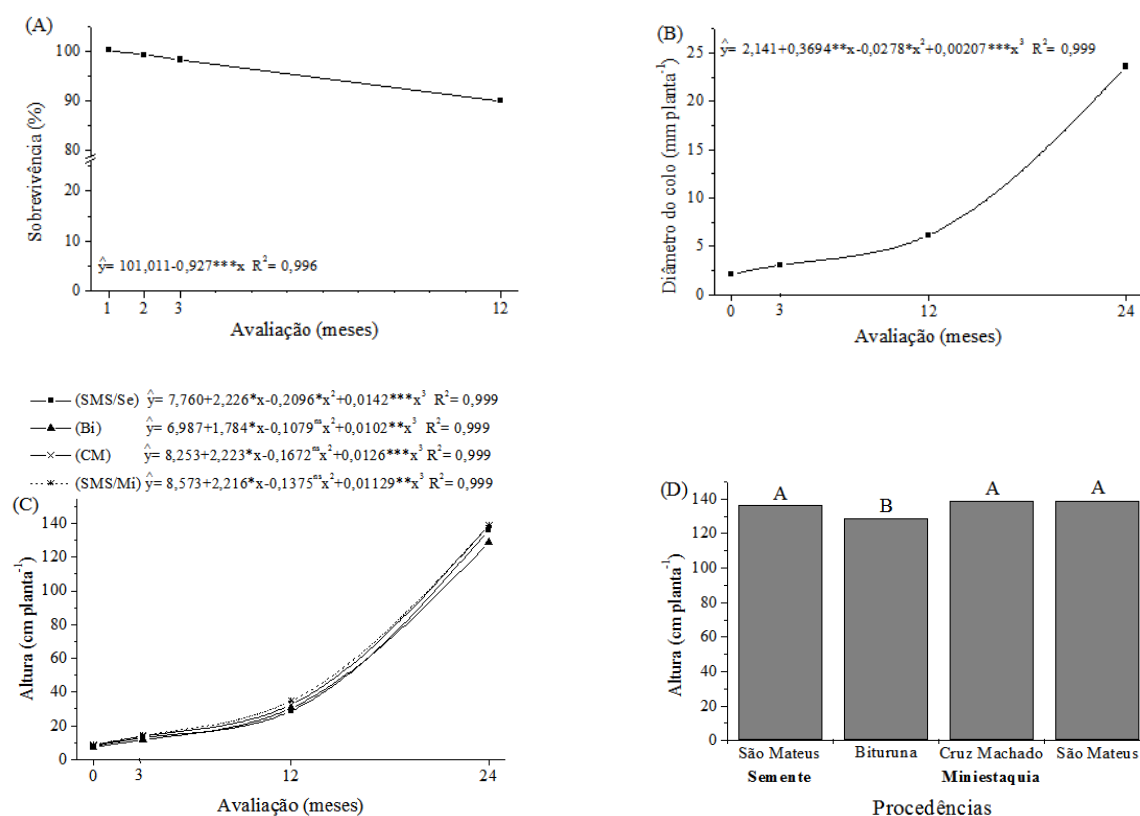 (A)
100
90
80
20
10
5
0
Sobrevivência (%)
ŷ= 101,011-0,927***x R²= 0,996
1 2 3 12
Avaliação (meses)
(B)
ŷ= 2,141+0,3694**x-0,0278*x²+0,00207***x³ R²= 0,999
25
20
15
10
5
0
Diâmetro do colo (mm planta⁻¹)
0 3 12 24
Avaliação (meses)
(SMS/Se) ŷ= 7,760+2,226*x-0,2096*x²+0,0142***x³ R²= 0,999
(Bi) ŷ= 6,987+1,784*x-0,1079ⁿˢx²+0,0102**x³ R²= 0,999
(CM) ŷ= 8,253+2,223*x-0,1672ⁿˢx²+0,0126***x³ R²= 0,999
(SMS/Mi) ŷ= 8,573+2,216*x-0,1375ⁿˢx²+0,01129**x³ R²= 0,999
(C)
140
120
100
80
60
40
20
0
Altura (cm planta⁻¹)
0 3 12 24
Avaliação (meses)
(D)
140
120
100
80
60
40
20
0
Altura (cm planta⁻¹)
A B A A
São Mateus Bituruna Cruz Machado São Mateus
Semente Miniestaquia
Procedências